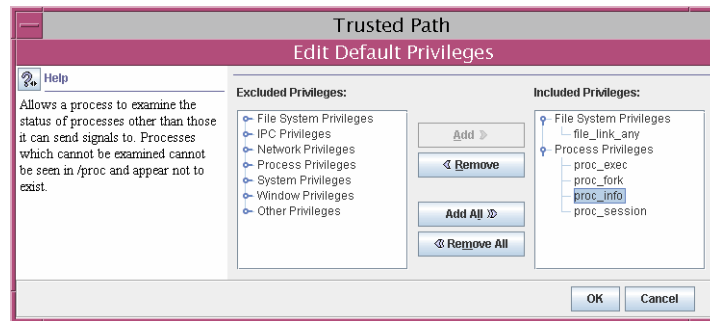 Trusted Path
Edit Default Privileges
Help
Allows a process to examine the
status of processes other than those
it can send signals to. Processes
which cannot be examined cannot
be seen in /proc and appear not to
exist.
Excluded Privileges:
File System Privileges
IPC Privileges
Network Privileges
Process Privileges
System Privileges
Window Privileges
Other Privileges
Add
Remove
Add All
Remove All
Included Privileges:
File System Privileges
file_link_any
Process Privileges
proc_exec
proc_fork
proc_info
proc_session
OK
Cancel